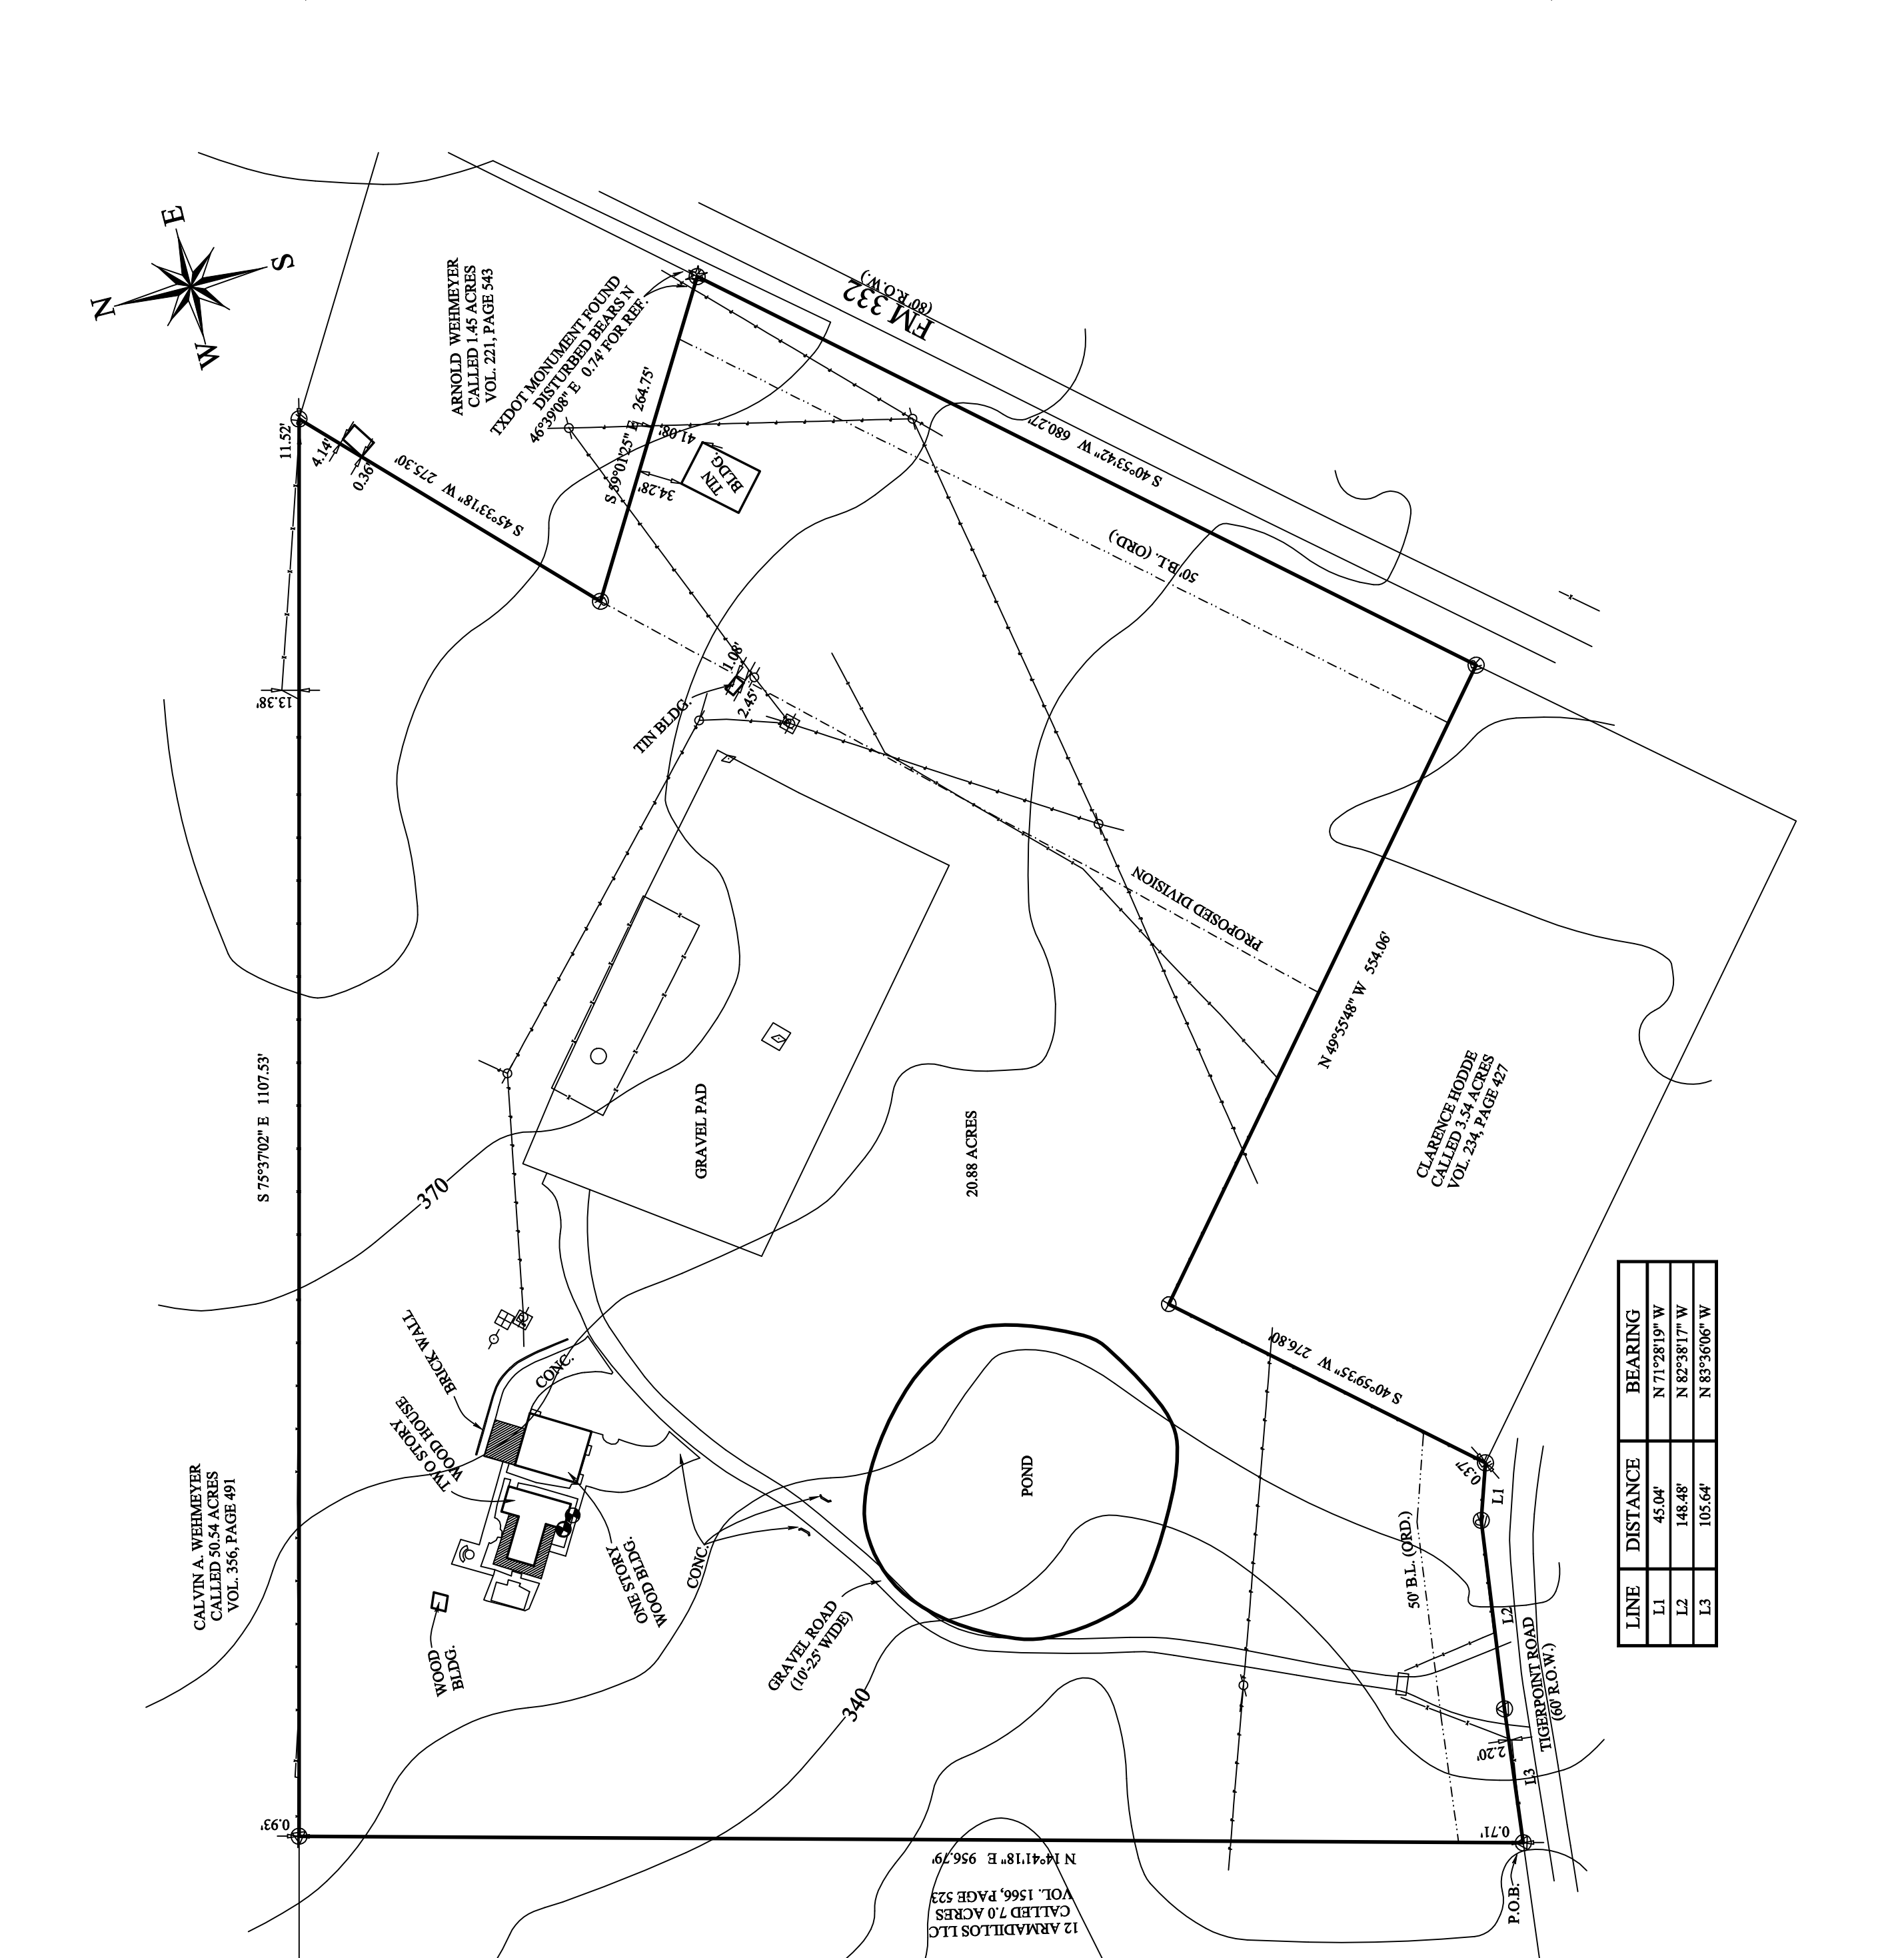 E
S
N
W
ARNOLD WEHMEYER
CALLED 1.45 ACRES
VOL. 221, PAGE 543
TXDOT MONUMENT FOUND
DISTURBED BEARS N
46°39'08" E 0.74' FOR REF.
FM 332
(80' R.O.W.)
11.52'
4.14'
0.36'
S 45°33'18" W 275.30'
S 59°01'25" E 264.75'
41.08'
34.28'
TIN
BLDG.
S 40°53'42" W 680.27'
50' B.L. (ORD.)
13.38'
TIN BLDG.
1.08'
2.45'
PROPOSED DIVISION
N 49°55'48" W 554.06'
S 75°37'02" E 1107.53'
GRAVEL PAD
20.88 ACRES
CLARENCE HODDE
CALLED 3.54 ACRES
VOL. 234, PAGE 427
370
BRICK WALL
CONC.
TWO STORY
WOOD HOUSE
S 40°59'35" W 276.80'
0.37'
L1
CALVIN A. WEHMEYER
CALLED 50.54 ACRES
VOL. 356, PAGE 491
POND
ONE STORY
WOOD BLDG.
CONC.
WOOD
BLDG.
GRAVEL ROAD
(10'-25' WIDE)
340
50' B.L. (ORD.)
L2
TIGERPOINT ROAD
(60' R.O.W.)
2.20'
L3
0.93'
0.71'
N 14°41'18" E 956.79'
12 ARMADILLOS LLC
CALLED 7.0 ACRES
VOL. 1566, PAGE 523
P.O.B.
LINE DISTANCE BEARING
L1 45.04' N 71°28'19" W
L2 148.48' N 82°38'17" W
L3 105.64' N 83°36'06" W